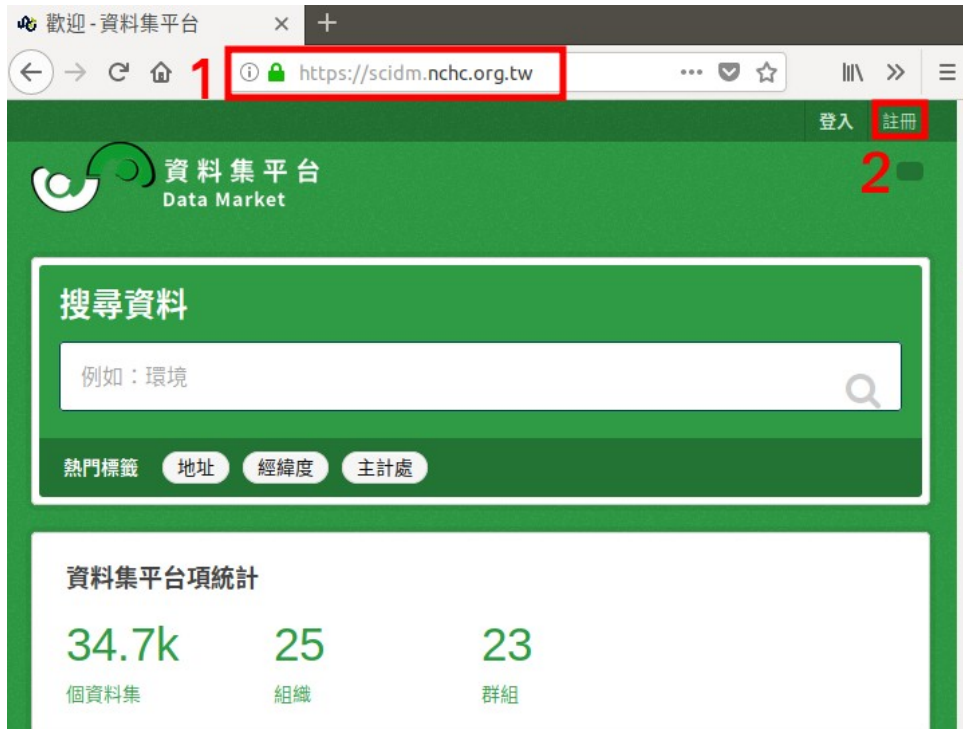 歡迎 - 資料集平台
1 https://scidm.nchc.org.tw
登入 註冊
2
資料集平台
Data Market
搜尋資料
例如：環境
熱門標籤 地址 經緯度 主計處
資料集平台項統計
34.7k 25 23
個資料集 組織 群組